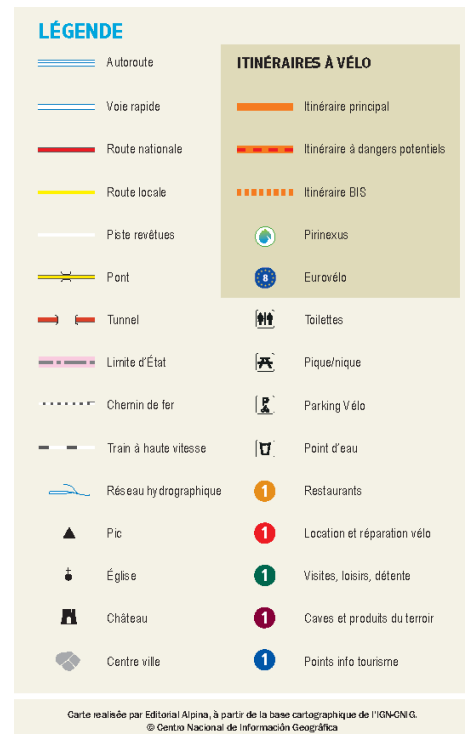 LÉGENDE
Autoroute
Voie rapide
Route nationale
Route locale
Piste revêtues
Pont
Tunnel
Limite d'État
Chemin de fer
Train à haute vitesse
Réseau hydrographique
Pic
Église
Château
Centre ville
ITINÉRAIRES À VÉLO
Itinéraire principal
Itinéraire à dangers potentiels
Itinéraire BIS
Pirinexus
8 Eurovélo
Toilettes
Pique/nique
Parking Vélo
Point d'eau
1 Restaurants
1 Location et réparation vélo
1 Visites, loisirs, détente
1 Caves et produits du terroir
1 Points info tourisme
Carte realisée par Editorial Alpina, à partir de la base cartographique de l'IGN-CNIG.
© Centro Nacional de Información Geográfica